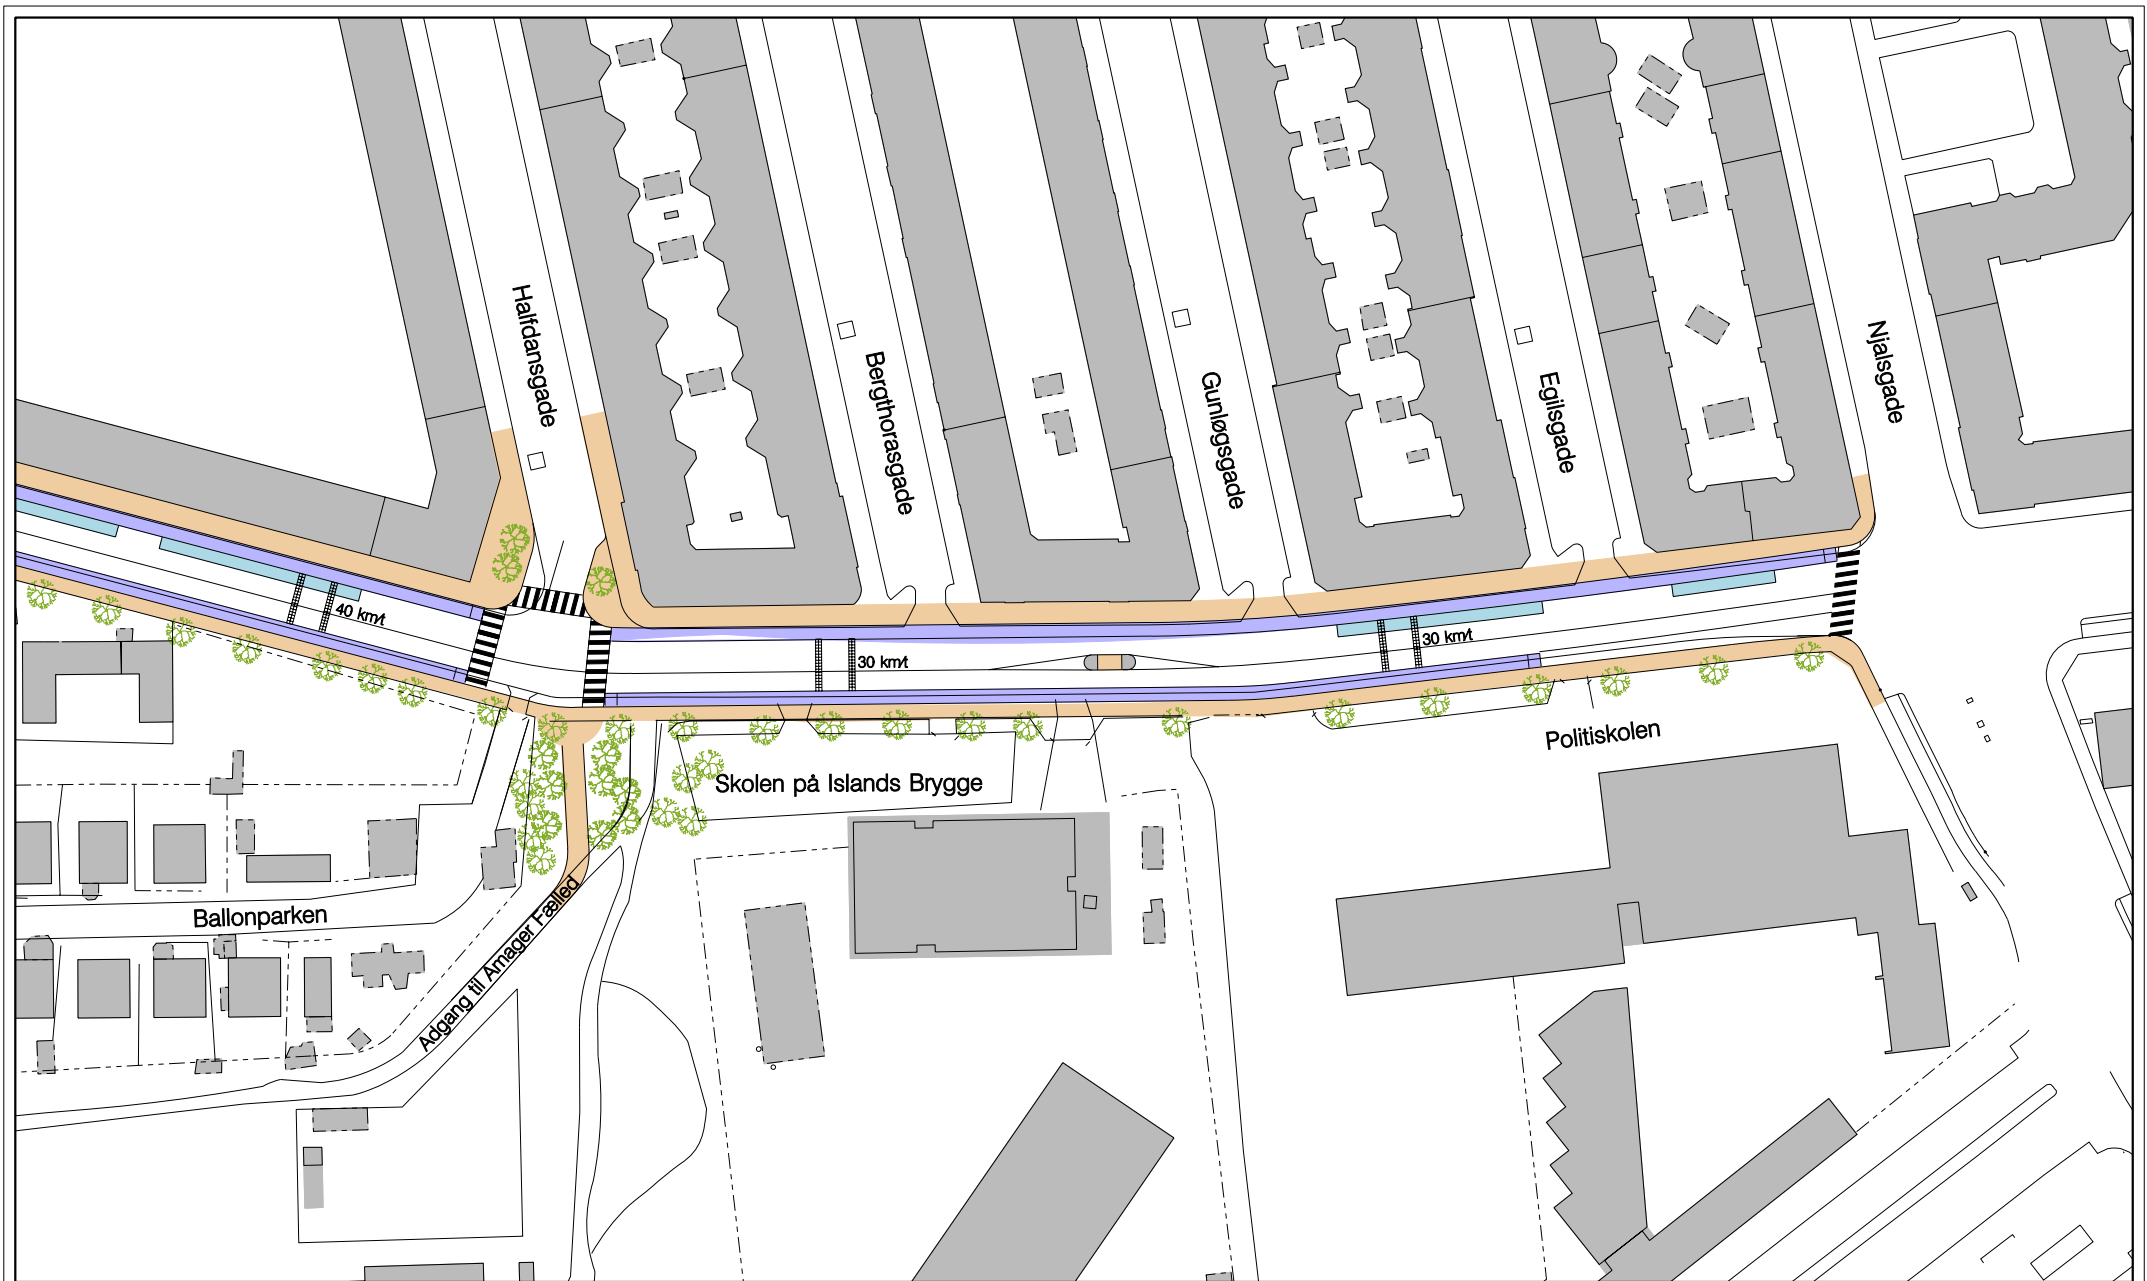 Halfdansgade
Bergthorasgade
Gunløgsgade
Egilsgade
Njalsgade
40 km/t
30 km/t
30 km/t
Politiskolen
Skolen på Islands Brygge
Ballonparken
Adgang til Amager Fælled